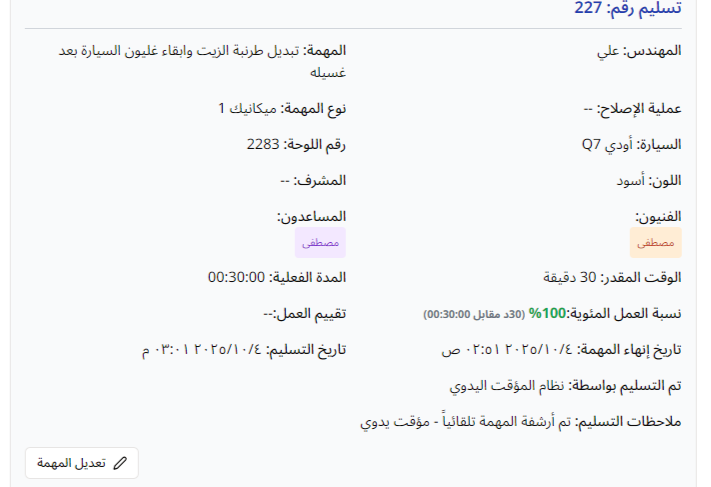 تسليم رقم: 227
المهندس: علي
المهمة: تبديل طرنبة الزيت وابقاء غليون السيارة بعد
غسيله
عملية الإصلاح: --
نوع المهمة: ميكانيك 1
السيارة: أودي Q7
رقم اللوحة: 2283
اللون: أسود
المشرف: --
الفنيون:
مصطفى
المساعدون:
مصطفى
الوقت المقدر: 30 دقيقة
المدة الفعلية: 00:30:00
نسبة العمل المئوية:100% (30د مقابل 00:30:00)
تقييم العمل:--
تاريخ إنهاء المهمة: ٢٠٢٥/١٠/٤ ٠٢:٥١ ص
تاريخ التسليم: ٢٠٢٥/١٠/٤ ٠٣:٠١ م
تم التسليم بواسطة: نظام المؤقت اليدوي
ملاحظات التسليم: تم أرشفة المهمة تلقائياً - مؤقت يدوي
تعديل المهمة